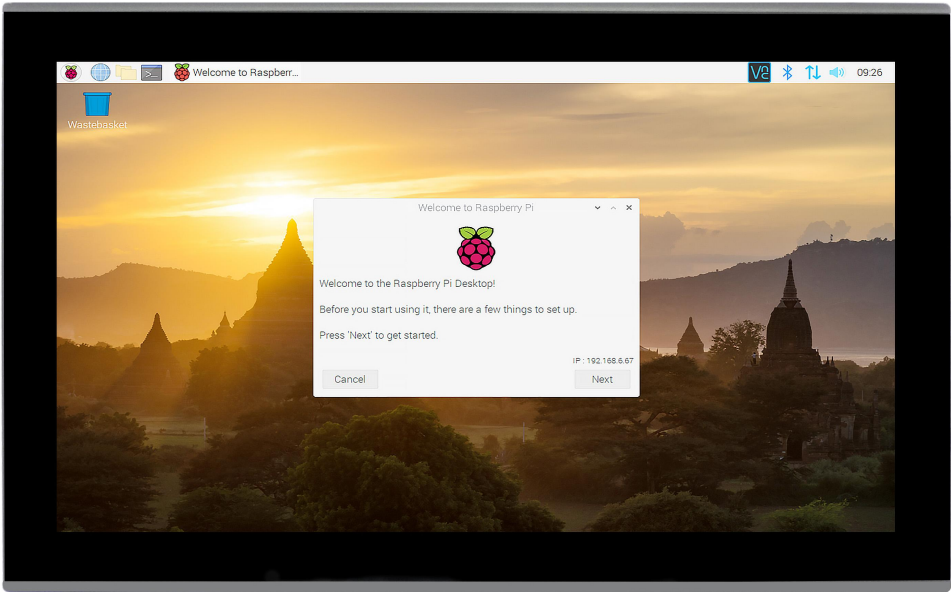 Welcome to Raspberr...
V2
09:26
Wastebasket
Welcome to Raspberry Pi
Welcome to the Raspberry Pi Desktop!
Before you start using it, there are a few things to set up.
Press 'Next' to get started.
IP : 192.168.6.67
Cancel
Next